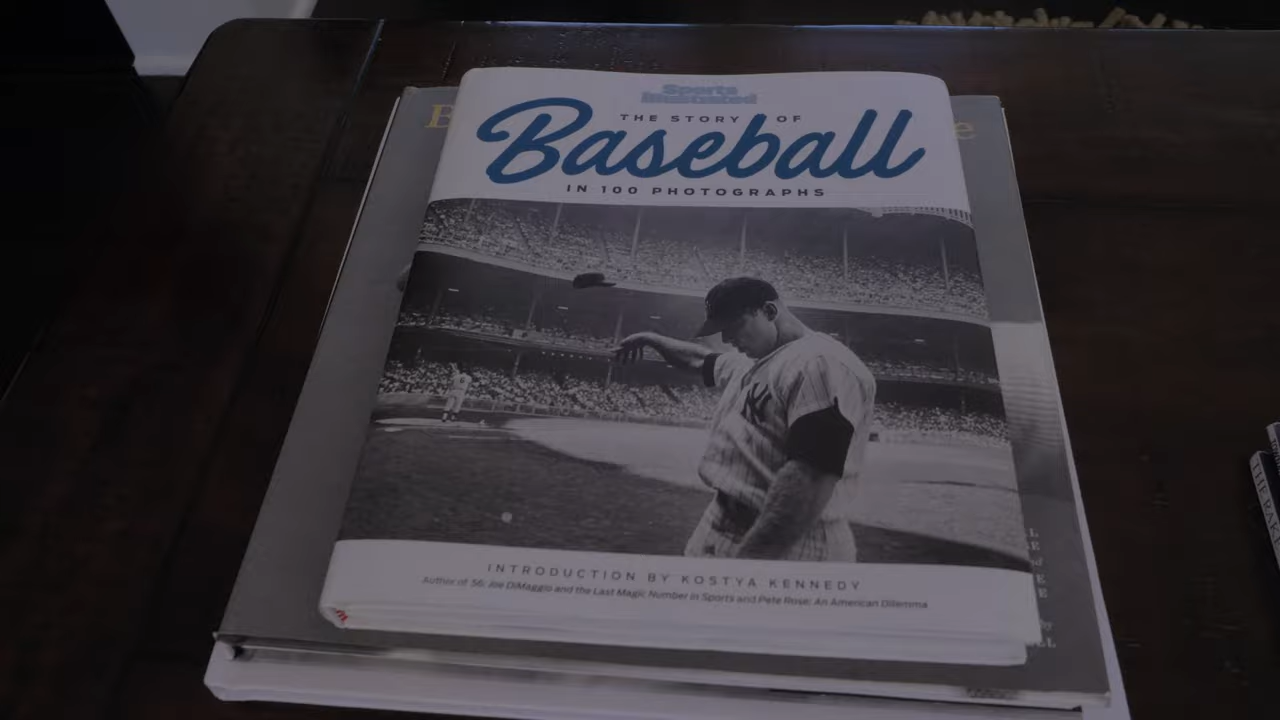 Sports
Illustrated
THE STORY OF
Baseball
IN 100 PHOTOGRAPHS
NY
INTRODUCTION BY KOSTYA KENNEDY
Author of 56: Joe DiMaggio and the Last Magic Number in Sports and Pete Rose: An American Dilemma